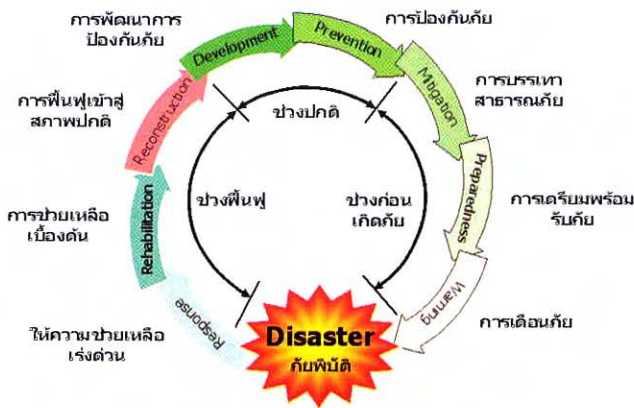 การพัฒนาการ
ป้องกันภัย
Development
Prevention
การป้องกันภัย
Mitigation
การบรรเทา
สาธารณภัย
Preparedness
การเตรียมพร้อม
รับภัย
Warning
การเตือนภัย
Disaster
ภัยพิบัติ
Response
ให้ความช่วยเหลือ
เร่งด่วน
Rehabilitation
การช่วยเหลือ
เบื้องต้น
Reconstruction
การฟื้นฟูเข้าสู่
สภาพปกติ
ช่วงปกติ
ช่วงฟื้นฟู
ช่วงก่อน
เกิดภัย